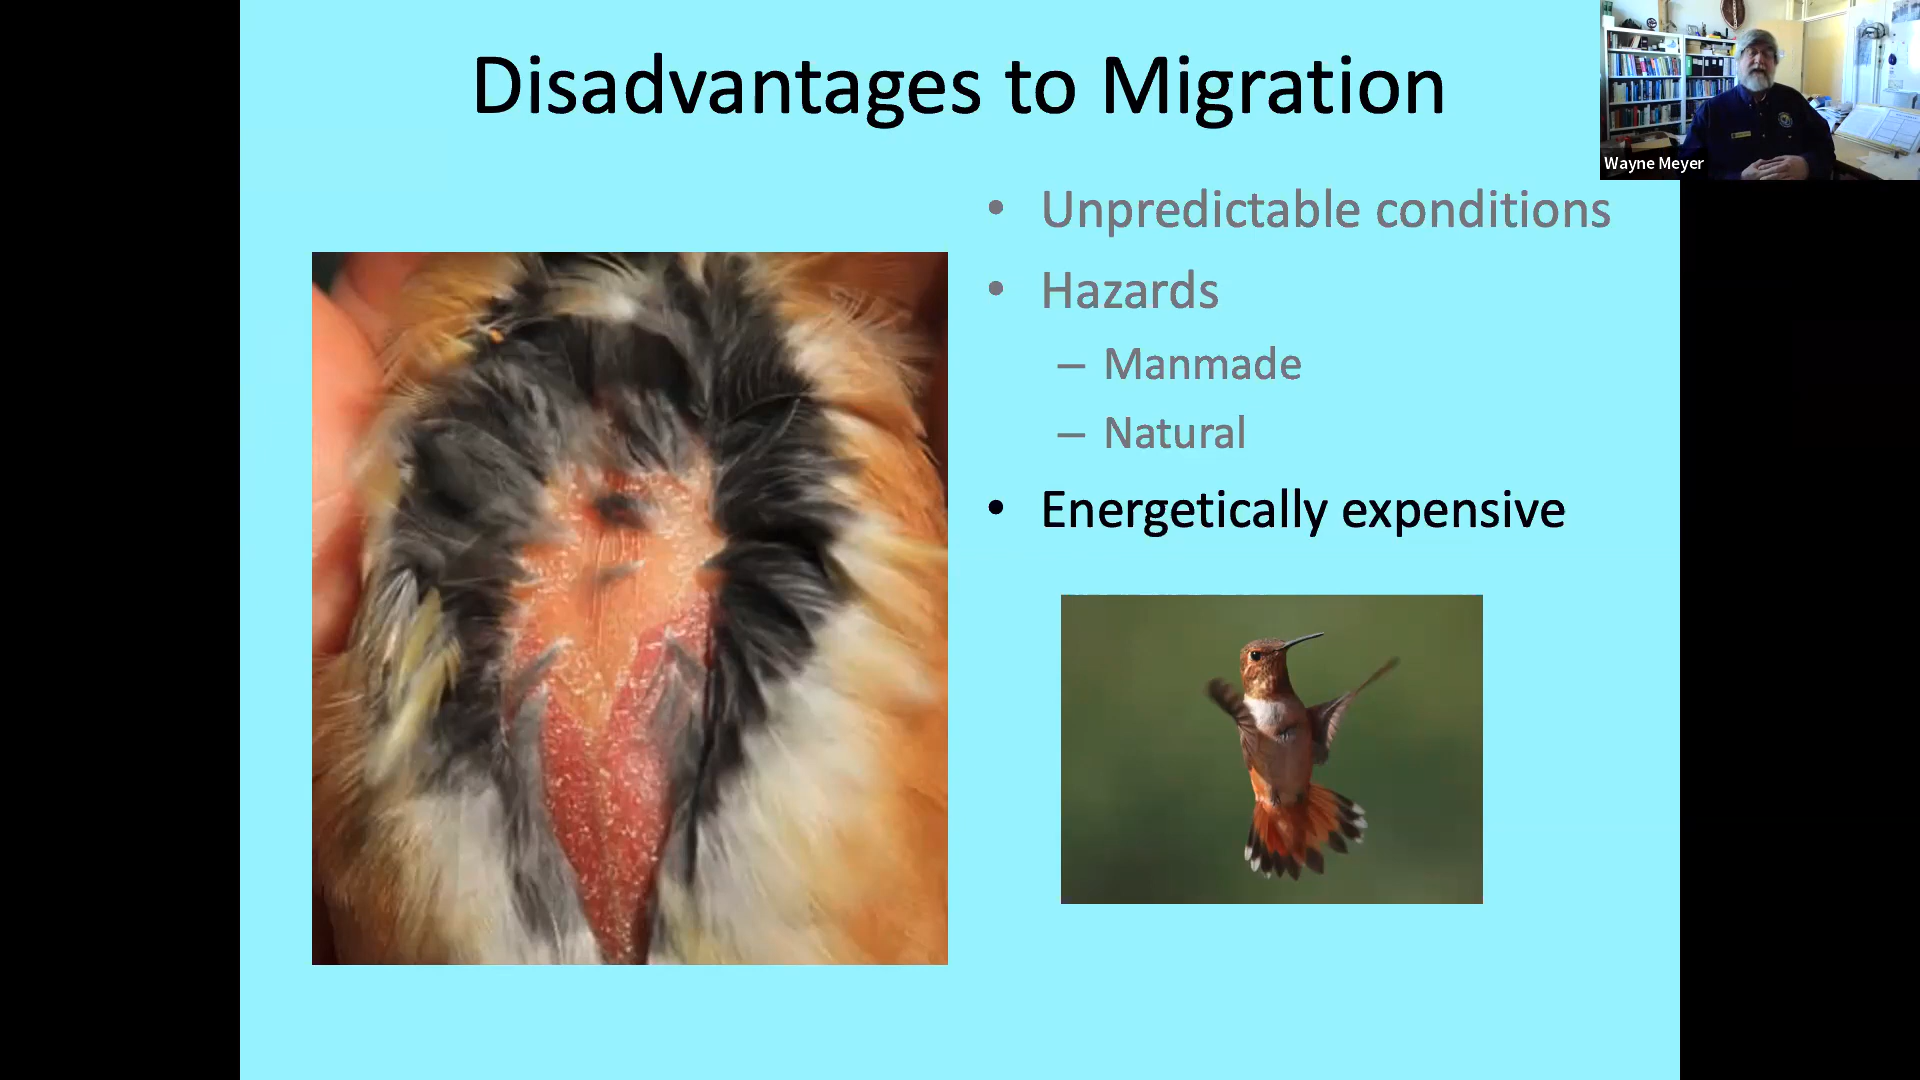 Disadvantages to Migration
Wayne Meyer
• Unpredictable conditions
• Hazards
– Manmade
– Natural
• Energetically expensive